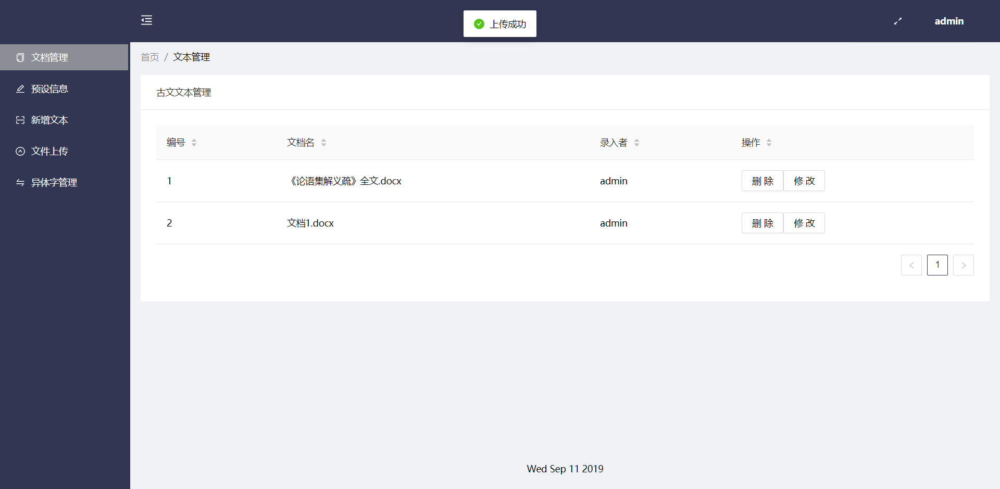 上传成功
admin
文档管理
预设信息
新增文本
文件上传
异体字管理
首页 / 文本管理
古文文本管理
编号 文档名 录入者 操作
1 《论语集解义疏》全文.docx admin 删 除 修 改
2 文档1.docx admin 删 除 修 改
< 1 >
Wed Sep 11 2019